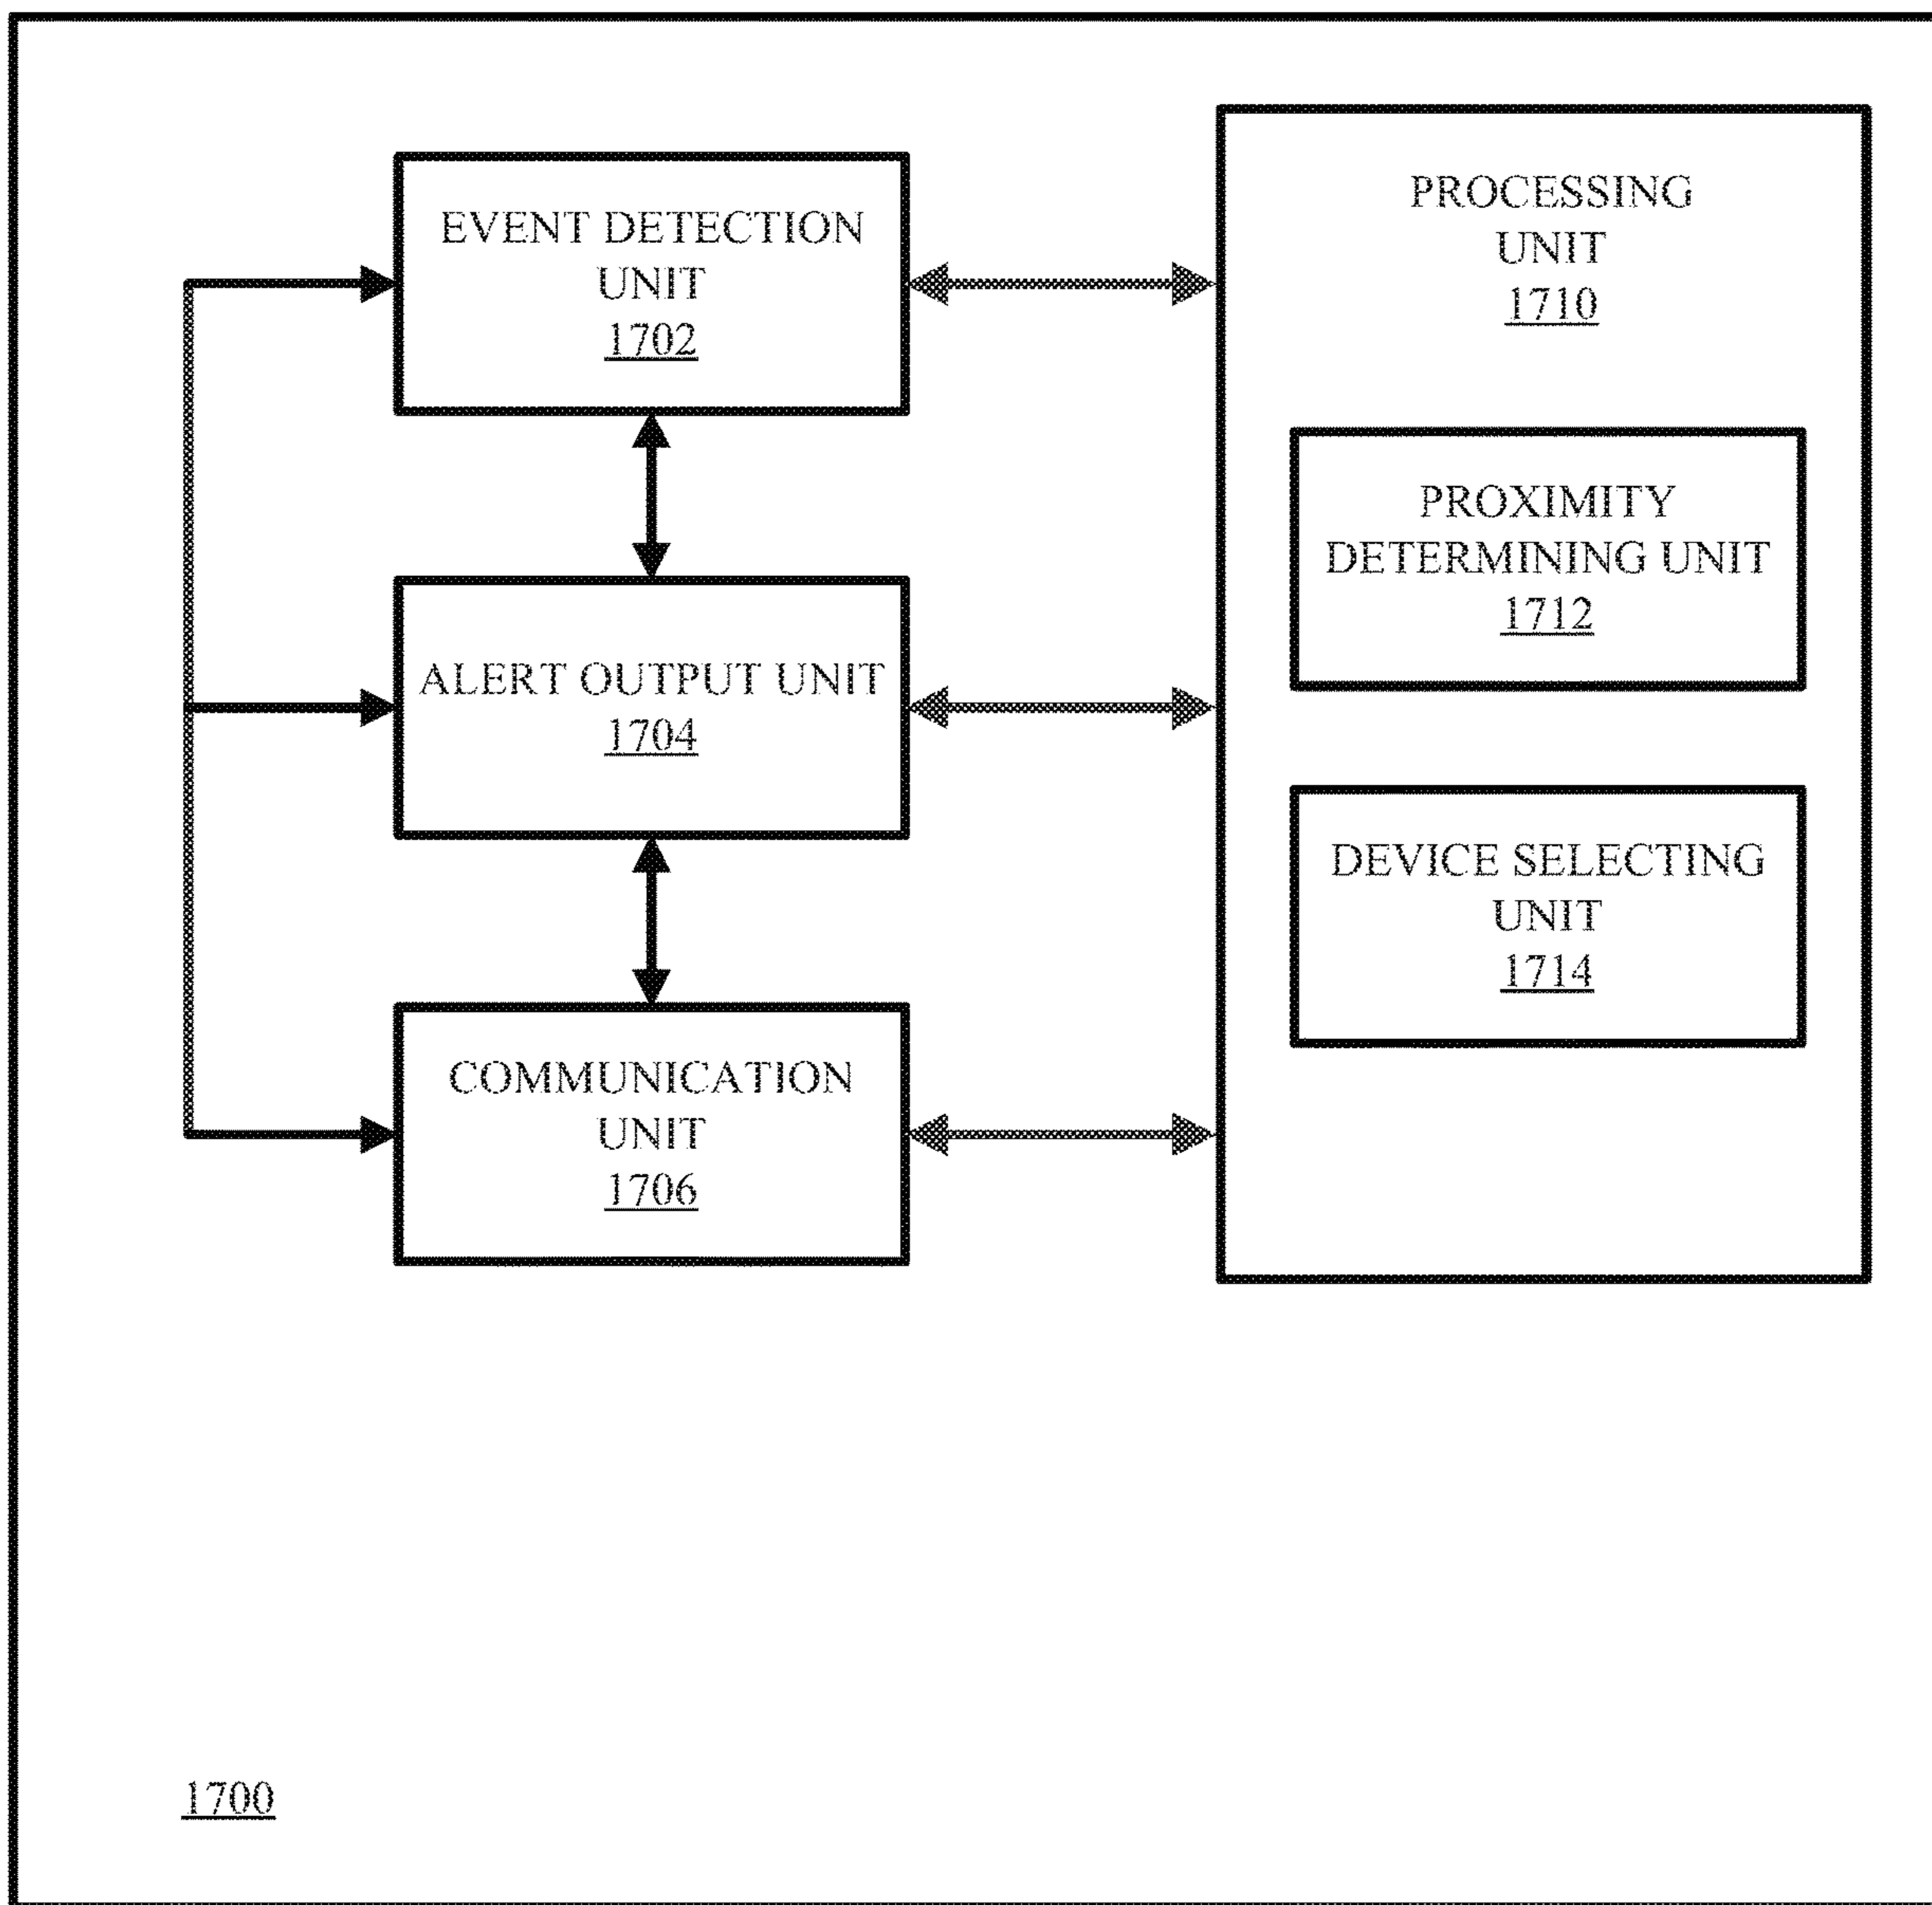 EVENT DETECTION
UNIT
1702
ALERT OUTPUT UNIT
1704
COMMUNICATION
UNIT
1706
PROCESSING
UNIT
1710
PROXIMITY
DETERMINING UNIT
1712
DEVICE SELECTING
UNIT
1714
1700